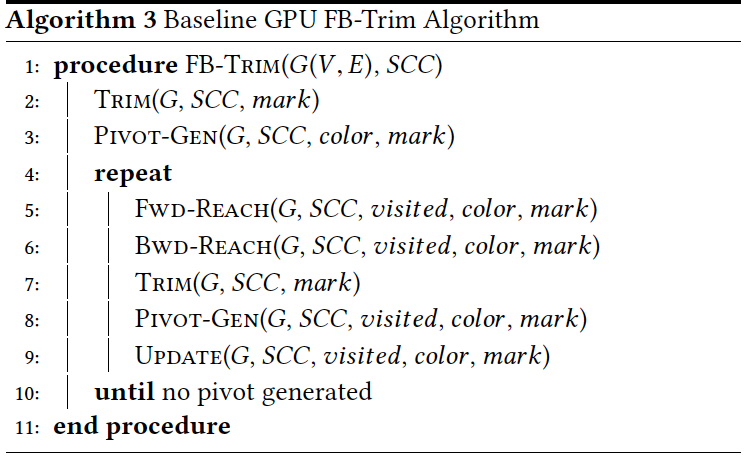 Algorithm 3 Baseline GPU FB-Trim Algorithm
1: procedure FB-Trim(G(V, E), SCC)
2: Trim(G, SCC, mark)
3: Pivot-Gen(G, SCC, color, mark)
4: repeat
5: Fwd-Reach(G, SCC, visited, color, mark)
6: Bwd-Reach(G, SCC, visited, color, mark)
7: Trim(G, SCC, mark)
8: Pivot-Gen(G, SCC, visited, color, mark)
9: Update(G, SCC, visited, color, mark)
10: until no pivot generated
11: end procedure